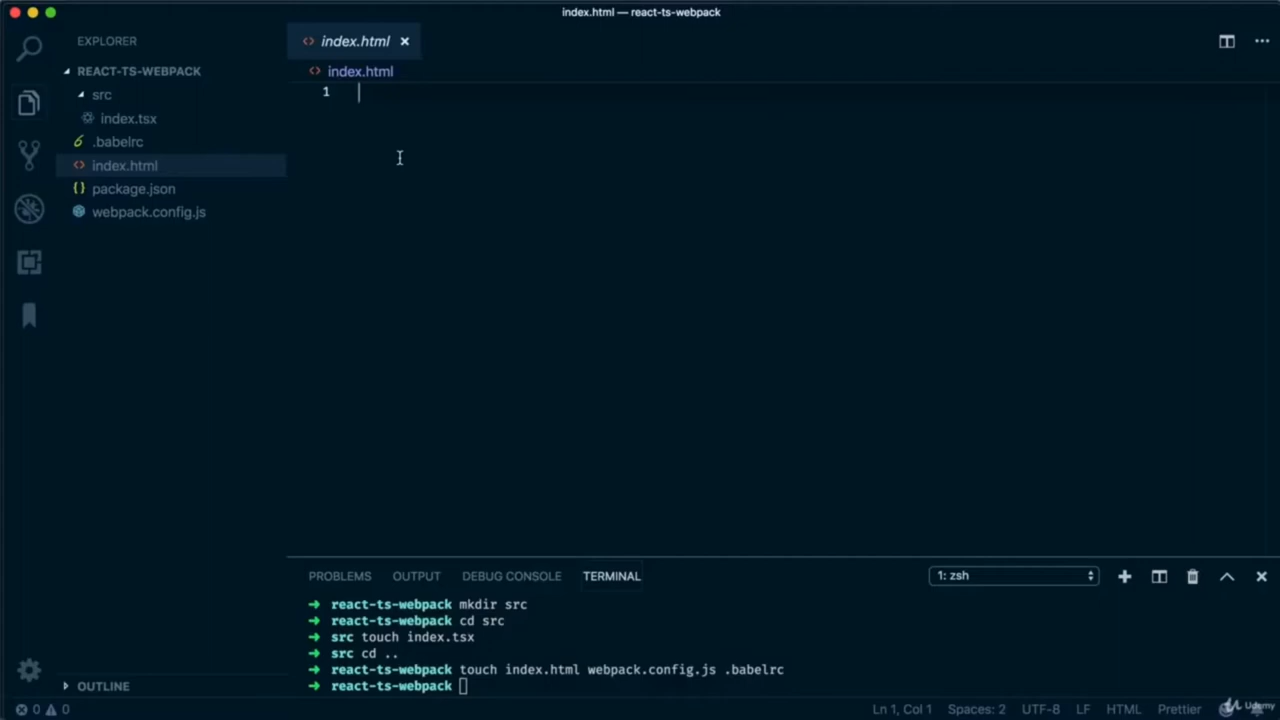 index.html — react-ts-webpack
EXPLORER
REACT-TS-WEBPACK
src
index.tsx
.babelrc
index.html
package.json
webpack.config.js
OUTLINE
index.html
index.html
1
PROBLEMS OUTPUT DEBUG CONSOLE TERMINAL
1: zsh
➜ react-ts-webpack mkdir src
➜ react-ts-webpack cd src
➜ src touch index.tsx
➜ src cd ..
➜ react-ts-webpack touch index.html webpack.config.js .babelrc
➜ react-ts-webpack
0 0
Ln 1, Col 1 Spaces: 2 UTF-8 LF HTML Prettier
Udemy